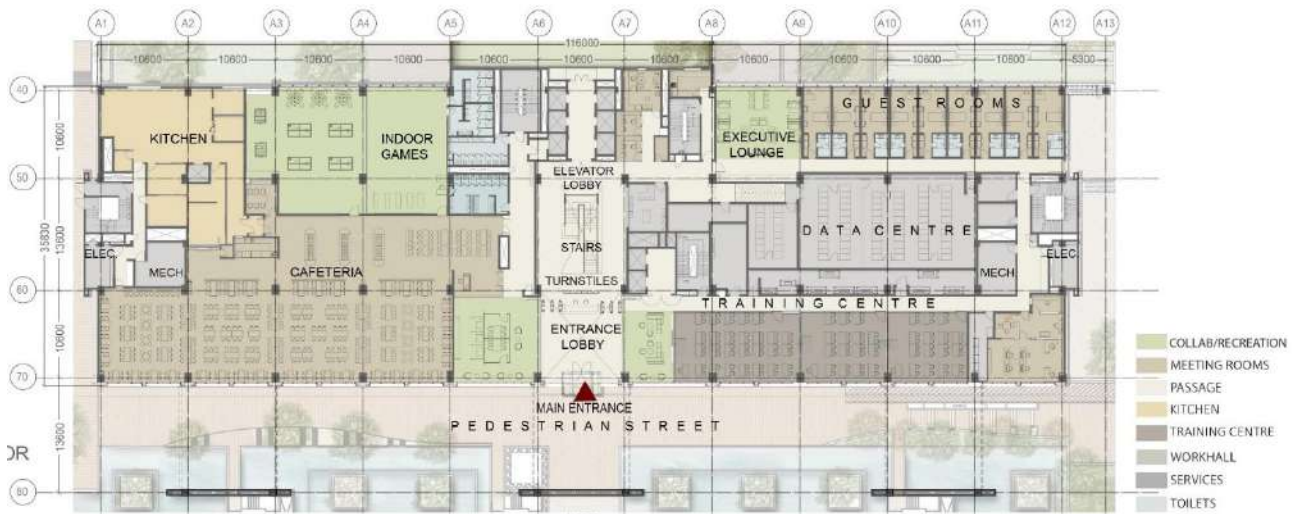 A1 A2 A3 A4 A5 A6 A7 A8 A9 A10 A11 A12 A13
116000
10600 10600 10600 10600 10600 10600 10600 10600 10600 10600 10600 5300
40
50
60
70
80
10600
13600
10600
13600
35830
KITCHEN
INDOOR
GAMES
EXECUTIVE
LOUNGE
GUEST ROOMS
ELEVATOR
LOBBY
STAIRS
TURNSTILES
DATA CENTRE
ELEC
MECH
CAFETERIA
MECH
ELEC
TRAINING CENTRE
ENTRANCE
LOBBY
MAIN ENTRANCE
PEDESTRIAN STREET
OR
COLLAB/RECREATION
MEETING ROOMS
PASSAGE
KITCHEN
TRAINING CENTRE
WORKHALL
SERVICES
TOILETS